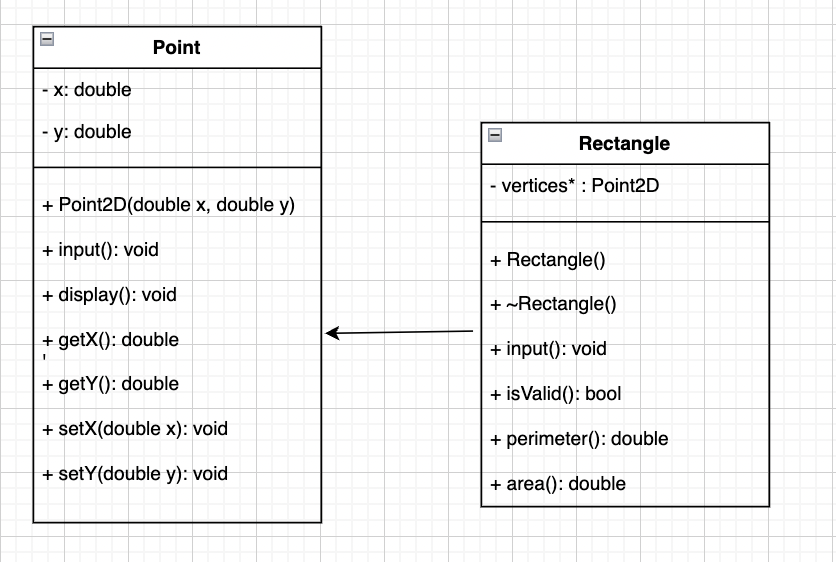 Point
- x: double
- y: double
+ Point2D(double x, double y)
+ input(): void
+ display(): void
+ getX(): double
'
+ getY(): double
+ setX(double x): void
+ setY(double y): void
Rectangle
- vertices* : Point2D
+ Rectangle()
+ ~Rectangle()
+ input(): void
+ isValid(): bool
+ perimeter(): double
+ area(): double